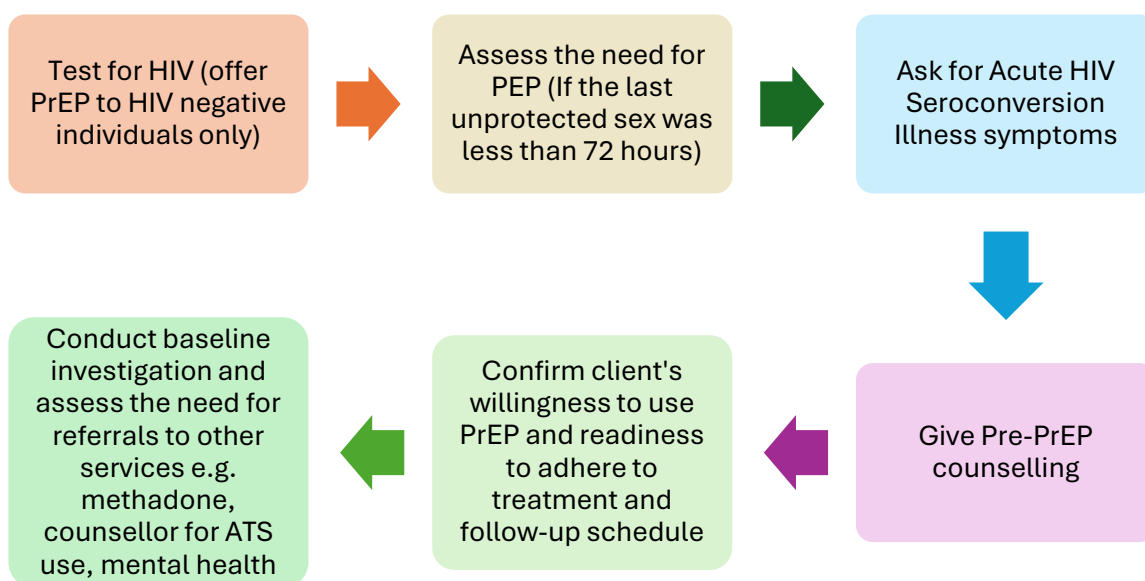 Test for HIV (offer
PrEP to HIV negative
individuals only)
Assess the need for
PEP (If the last
unprotected sex was
less than 72 hours)
Ask for Acute HIV
Seroconversion
Illness symptoms
Give Pre-PrEP
counselling
Confirm client's
willingness to use
PrEP and readiness
to adhere to
treatment and
follow-up schedule
Conduct baseline
investigation and
assess the need for
referrals to other
services e.g.
methadone,
counsellor for ATS
use, mental health